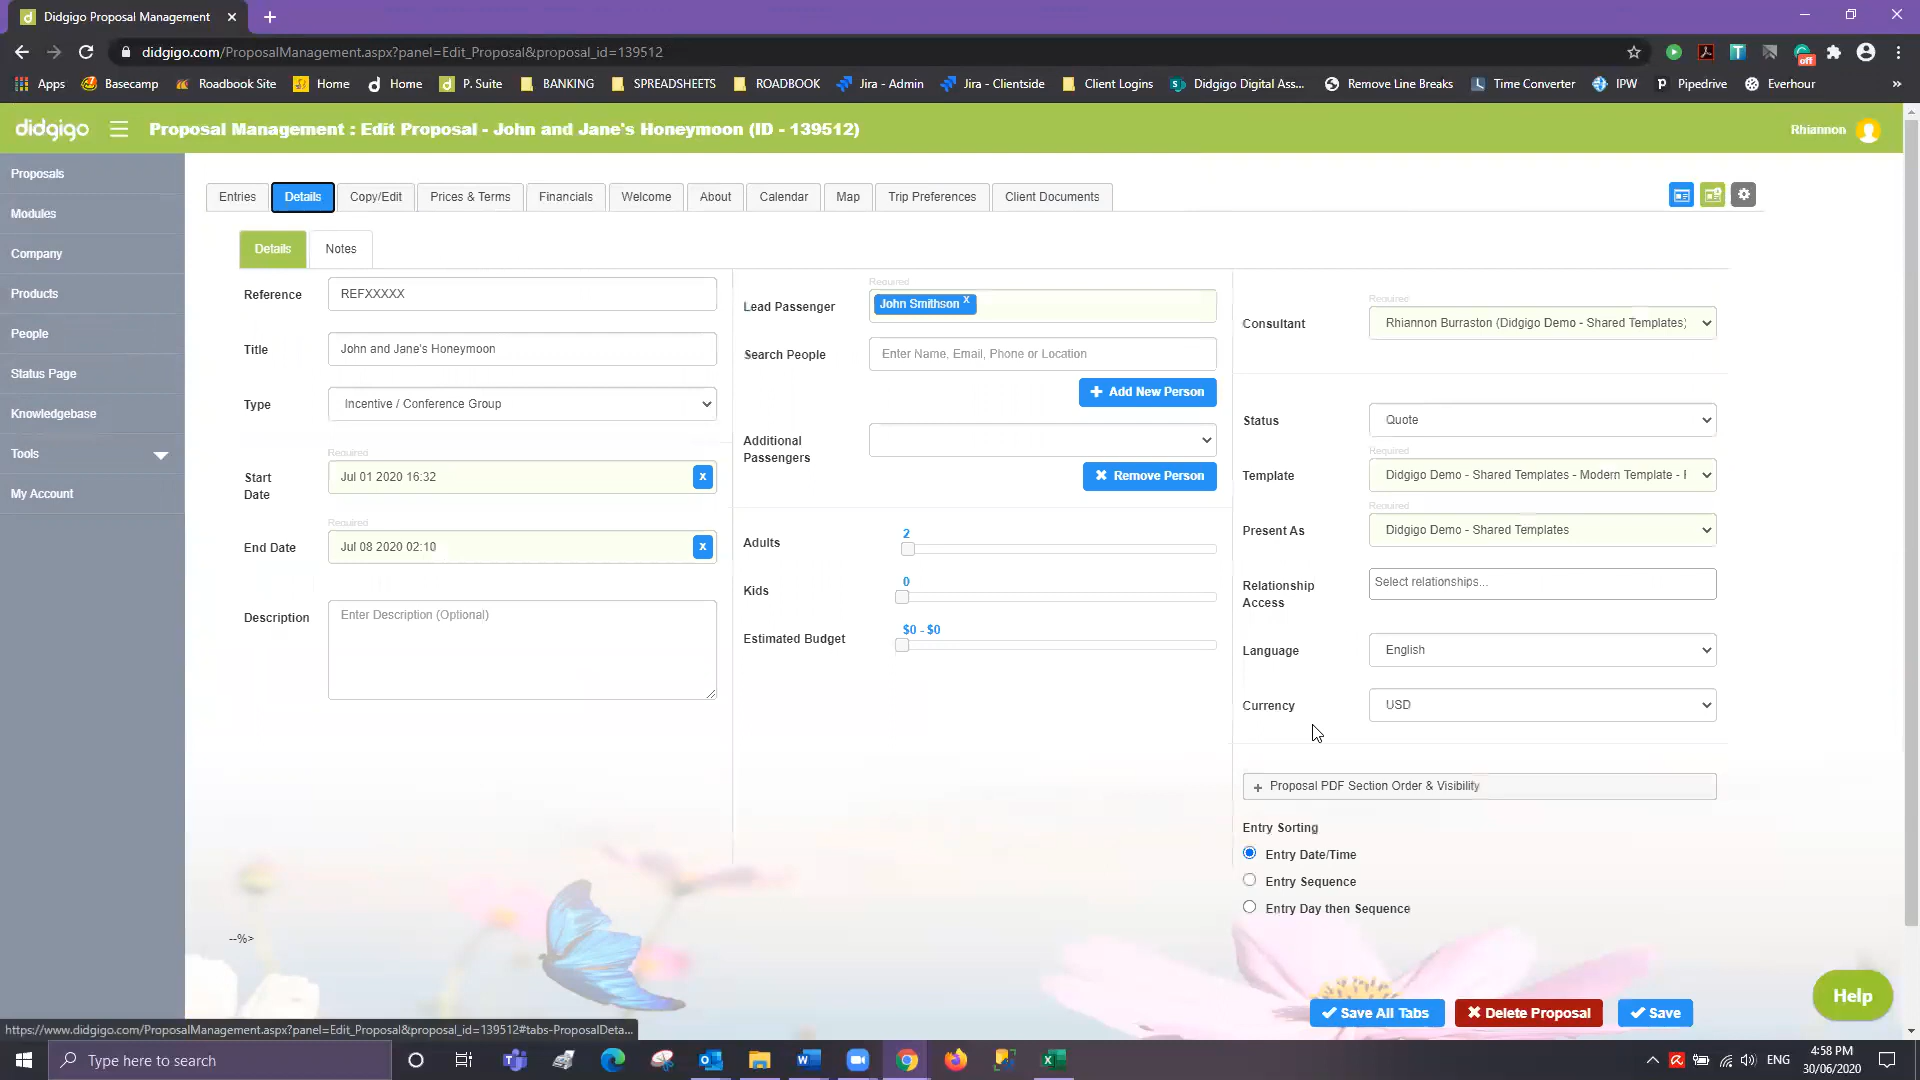 Didgigo Proposal Management
didgigo.com/ProposalManagement.aspx?panel=Edit_Proposal&proposal_id=139512
off
Apps Basecamp Roadbook Site Home Home P. Suite BANKING SPREADSHEETS ROADBOOK Jira - Admin Jira - Clientside Client Logins Didgigo Digital Ass... Remove Line Breaks Time Converter IPW Pipedrive Everhour »
didgigo Proposal Management : Edit Proposal - John and Jane's Honeymoon (ID - 139512) Rhiannon
Proposals
Modules
Company
Products
People
Status Page
Knowledgebase
Tools
My Account
Entries Details Copy/Edit Prices & Terms Financials Welcome About Calendar Map Trip Preferences Client Documents
Details Notes
Reference REFXXXXX
Title John and Jane's Honeymoon
Type Incentive / Conference Group
Required
Start Date Jul 01 2020 16:32 x
Required
End Date Jul 08 2020 02:10 x
Description Enter Description (Optional)
Required
Lead Passenger John Smithson x
Search People Enter Name, Email, Phone or Location
Add New Person
Additional Passengers
Remove Person
Adults 2
Kids 0
Estimated Budget $0 - $0
Required
Consultant Rhiannon Burraston (Didgigo Demo - Shared Templates)
Status Quote
Required
Template Didgigo Demo - Shared Templates - Modern Template - F
Required
Present As Didgigo Demo - Shared Templates
Relationship Access Select relationships...
Language English
Currency USD
+ Proposal PDF Section Order & Visibility
Entry Sorting
Entry Date/Time
Entry Sequence
Entry Day then Sequence
--%>
Save All Tabs Delete Proposal Save
Help
https://www.didgigo.com/ProposalManagement.aspx?panel=Edit_Proposal&proposal_id=139512#tabs-ProposalDeta...
Type here to search
ENG
4:58 PM
30/06/2020